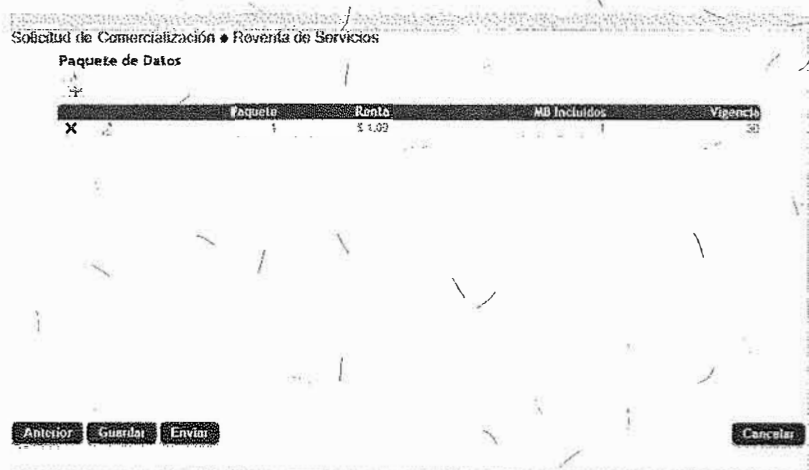 Solicitud de Comercialización ♦ Reventa de Servicios
Paquete de Datos
Paquete Renta MB Incluidos Vigencia
1 $ 1.00 1 30
Anterior Guardar Enviar Cancelar